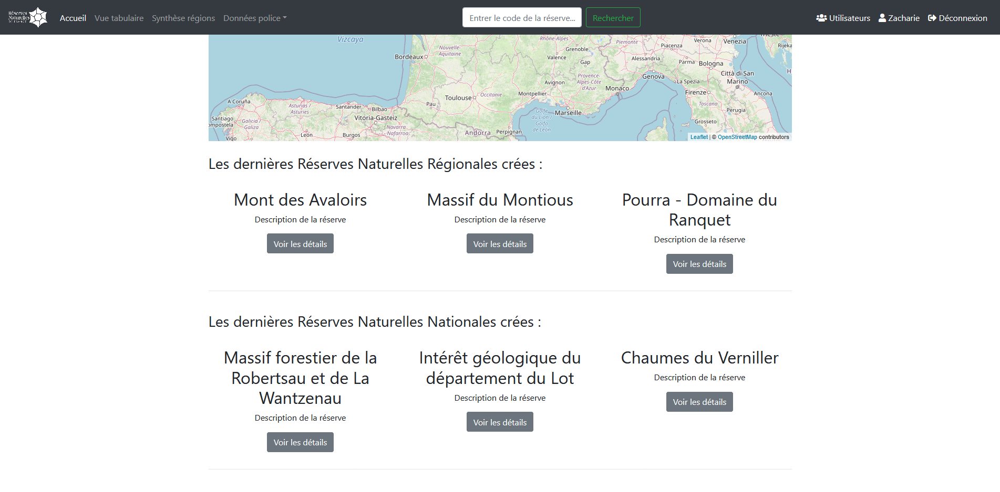 Réserves
Naturelles
DE FRANCE
Accueil Vue tabulaire Synthèse régions Données police
Entrer le code de la réserve... Rechercher
Utilisateurs Zacharie Déconnexion
Vizcaya
Bordeaux
Nouvelle-
Aquitaine
Rhône-Alpes
Grenoble
Valence
Gap
Piemonte
Piacenza
Verona
Venezia
Trieste
Rijeka
Alessandria
Parma
Bologna
Genova
La Spezia
Città di San
Marino
Avignon
Provence-
Alpes-Côte
d'Azur
Monaco
Firenze
Ancona
Toulouse
Occitanie
Montpellier
Toscana
Perugia
A Coruña
Pau
Asturias /
Asturies
Santander
Bilbao
Marseille
Golfe
du Lion /
Golfo
de León
Santiago
ompostela
Galicia /
Galiza
Vitoria-Gasteiz
Navarra-
Nafarroa
Grosseto
Vigo
León
Burgos
Andorra
Perpignan
Leaflet | © OpenStreetMap contributors
Les dernières Réserves Naturelles Régionales crées :
Mont des Avaloirs
Description de la réserve
Voir les détails
Massif du Montious
Description de la réserve
Voir les détails
Pourra - Domaine du
Ranquet
Description de la réserve
Voir les détails
Les dernières Réserves Naturelles Nationales crées :
Massif forestier de la
Robertsau et de La
Wantzenau
Description de la réserve
Voir les détails
Intérêt géologique du
département du Lot
Description de la réserve
Voir les détails
Chaumes du Verniller
Description de la réserve
Voir les détails